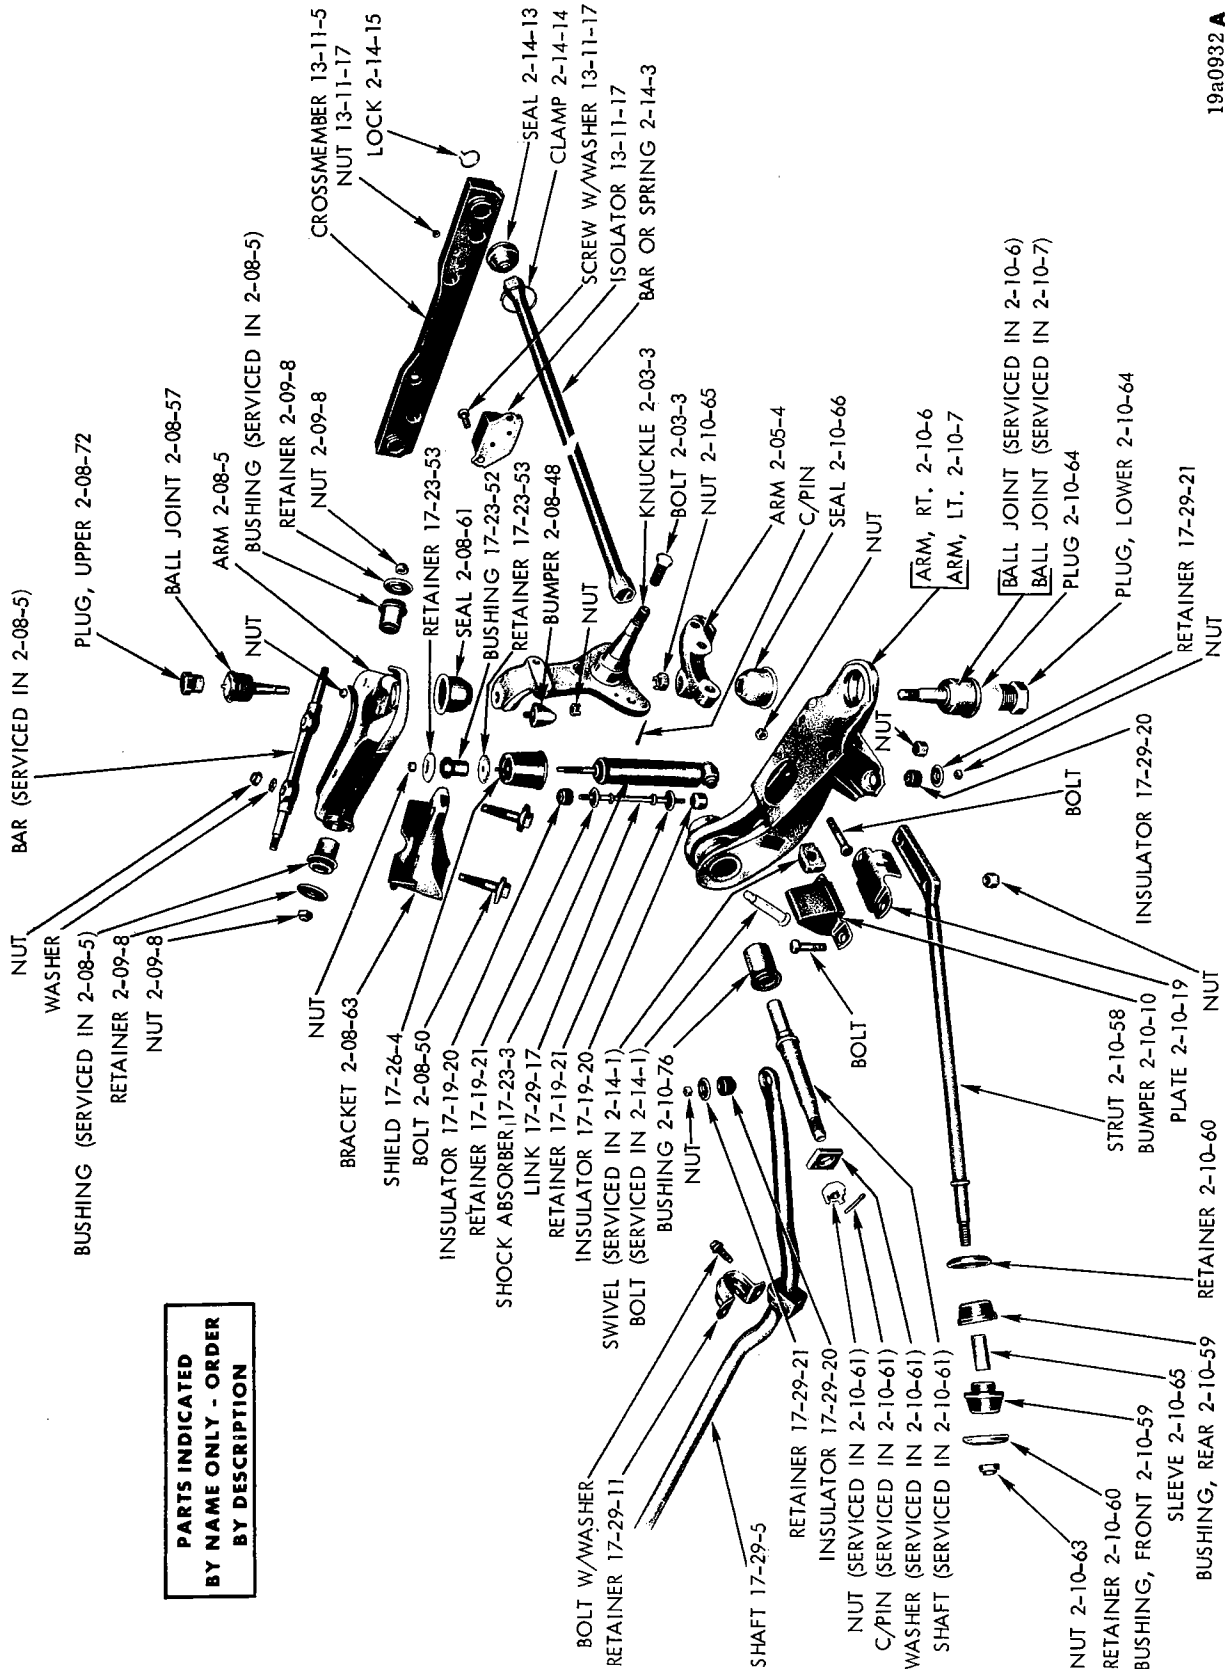 PARTS INDICATED
BY NAME ONLY - ORDER
BY DESCRIPTION
NUT
WASHER
BUSHING (SERVICED IN 2-08-5)
RETAINER 2-09-8
NUT 2-09-8
BAR (SERVICED IN 2-08-5)
PLUG, UPPER 2-08-72
BALL JOINT 2-08-57
NUT
ARM 2-08-5
BUSHING (SERVICED IN 2-08-5)
RETAINER 2-09-8
NUT 2-09-8
CROSSMEMBER 13-11-5
NUT 13-11-17
LOCK 2-14-15
SEAL 2-14-13
CLAMP 2-14-14
SCREW W/WASHER 13-11-17
ISOLATOR 13-11-17
BAR OR SPRING 2-14-3
NUT
BRACKET 2-08-63
SHIELD 17-26-4
BOLT 2-08-50
INSULATOR 17-19-20
RETAINER 17-19-21
SHOCK ABSORBER 17-23-3
LINK 17-29-17
RETAINER 17-19-21
INSULATOR 17-19-20
SWIVEL (SERVICED IN 2-14-1)
BOLT (SERVICED IN 2-14-1)
BUSHING 2-10-76
RETAINER 17-23-53
SEAL 2-08-61
BUSHING 17-23-52
RETAINER 17-23-53
BUMPER 2-08-48
NUT
KNUCKLE 2-03-3
BOLT 2-03-3
NUT 2-10-65
ARM 2-05-4
C/PIN
SEAL 2-10-66
NUT
ARM, RT. 2-10-6
ARM, LT. 2-10-7
BALL JOINT (SERVICED IN 2-10-6)
BALL JOINT (SERVICED IN 2-10-7)
PLUG 2-10-64
PLUG, LOWER 2-10-64
NUT
RETAINER 17-29-21
NUT
INSULATOR 17-29-20
BOLT
NUT
BOLT
STRUT 2-10-58
BUMPER 2-10-10
PLATE 2-10-19
NUT
BOLT W/WASHER
RETAINER 17-29-11
SHAFT 17-29-5
RETAINER 17-29-21
INSULATOR 17-29-20
NUT (SERVICED IN 2-10-61)
C/PIN (SERVICED IN 2-10-61)
WASHER (SERVICED IN 2-10-61)
SHAFT (SERVICED IN 2-10-61)
NUT 2-10-63
RETAINER 2-10-60
BUSHING, FRONT 2-10-59
SLEEVE 2-10-65
BUSHING, REAR 2-10-59
RETAINER 2-10-60
19a0932 A